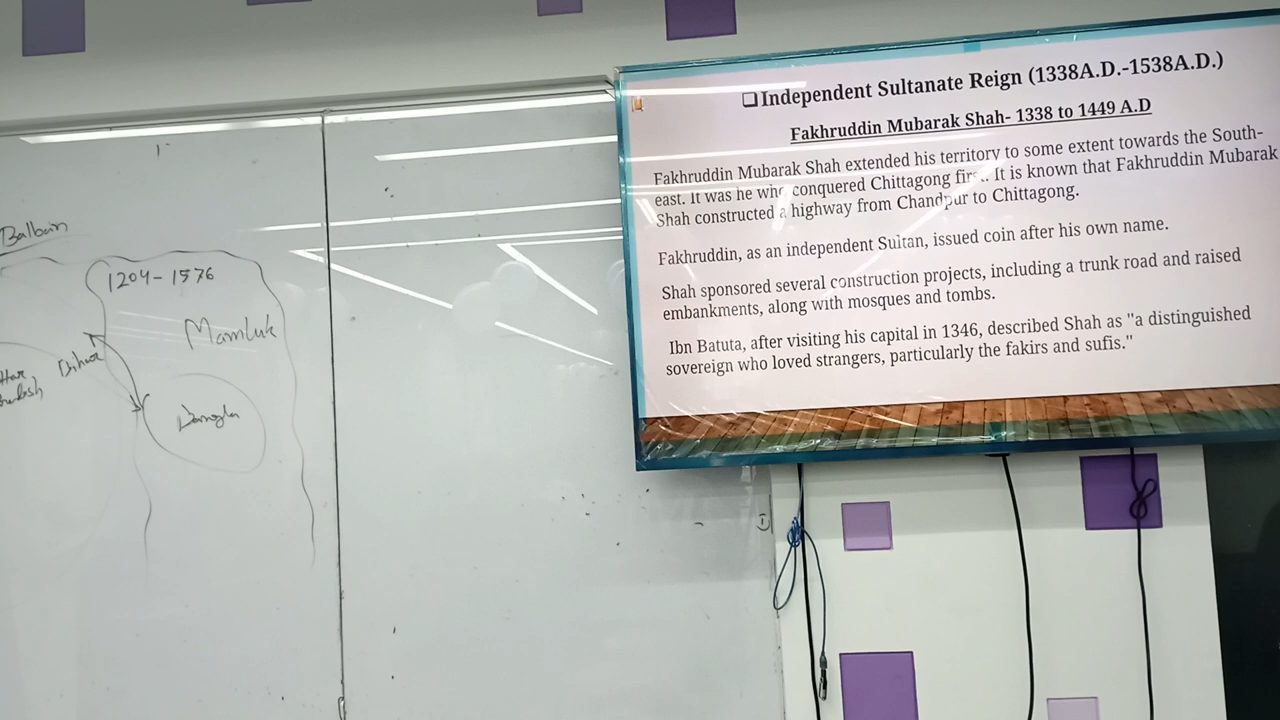 Balban
1204-1576
Mamluk
Bihar
Bangla
❑Independent Sultanate Reign (1338A.D.-1538A.D.)
Fakhruddin Mubarak Shah- 1338 to 1449 A.D
Fakhruddin Mubarak Shah extended his territory to some extent towards the South-
east. It was he who conquered Chittagong first. It is known that Fakhruddin Mubarak
Shah constructed a highway from Chandpur to Chittagong.
Fakhruddin, as an independent Sultan, issued coin after his own name.
Shah sponsored several construction projects, including a trunk road and raised
embankments, along with mosques and tombs.
Ibn Batuta, after visiting his capital in 1346, described Shah as "a distinguished
sovereign who loved strangers, particularly the fakirs and sufis."